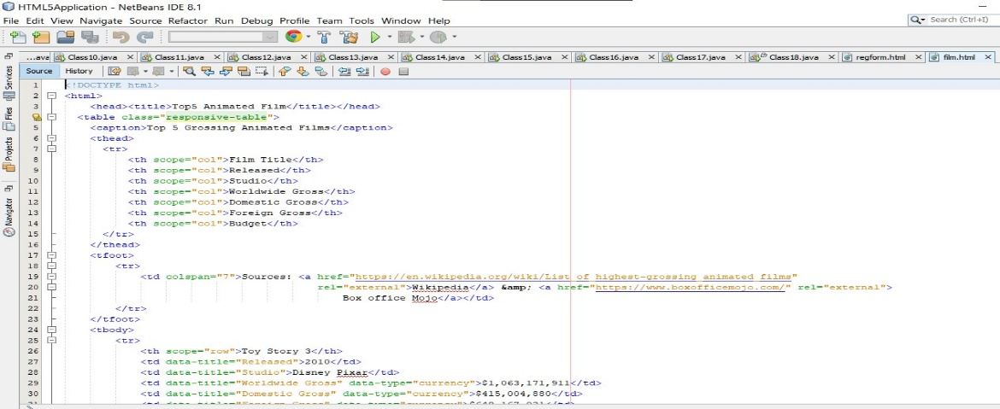 HTML5Application - NetBeans IDE 8.1
File Edit View Navigate Source Refactor Run Debug Profile Team Tools Window Help
Search (Ctrl+I)
...ava Class10.java Class11.java Class12.java Class13.java Class14.java Class15.java Class16.java Class17.java Class18.java regform.html film.html
Source History
Services
Files
Projects
Navigator
1 <!DOCTYPE html>
2 <html>
3 <head><title>Top5 Animated Film</title></head>
<table class="responsive-table">
5 <caption>Top 5 Grossing Animated Films</caption>
6 <thead>
7 <tr>
8 <th scope="col">Film Title</th>
9 <th scope="col">Released</th>
10 <th scope="col">Studio</th>
11 <th scope="col">Worldwide Gross</th>
12 <th scope="col">Domestic Gross</th>
13 <th scope="col">Foreign Gross</th>
14 <th scope="col">Budget</th>
15 </tr>
16 </thead>
17 <tfoot>
18 <tr>
19 <td colspan="7">Sources: <a href="https://en.wikipedia.org/wiki/List_of_highest-grossing_animated_films"
20 rel="external">Wikipedia</a> &amp; <a href="https://www.boxofficemojo.com/" rel="external">
21 Box office Mojo</a></td>
22 </tr>
23 </tfoot>
24 <tbody>
25 <tr>
26 <th scope="row">Toy Story 3</th>
27 <td data-title="Released">2010</td>
28 <td data-title="Studio">Disney Pixar</td>
29 <td data-title="Worldwide Gross" data-type="currency">$1,063,171,911</td>
30 <td data-title="Domestic Gross" data-type="currency">$415,004,880</td>